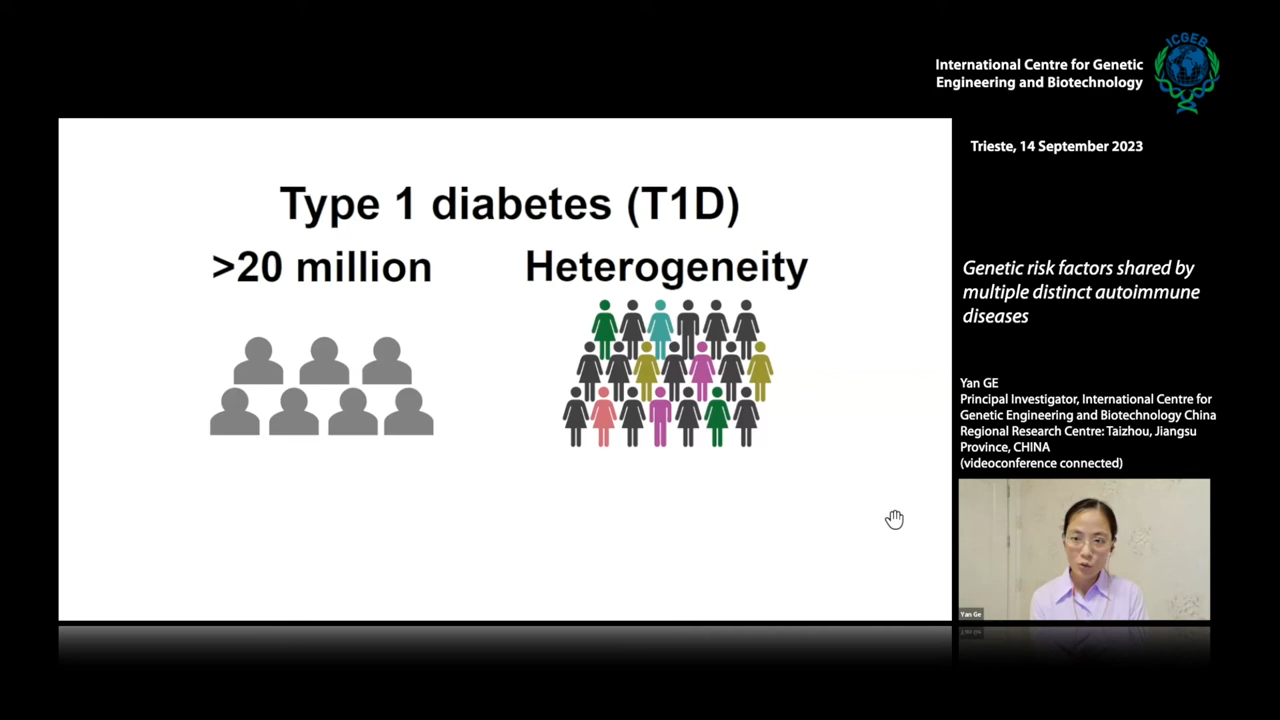 International Centre for Genetic
Engineering and Biotechnology
ICGEB
Trieste, 14 September 2023
Type 1 diabetes (T1D)
>20 million
Heterogeneity
Genetic risk factors shared by
multiple distinct autoimmune
diseases
Yan GE
Principal Investigator, International Centre for
Genetic Engineering and Biotechnology China
Regional Research Centre: Taizhou, Jiangsu
Province, CHINA
(videoconference connected)
Yan Ge